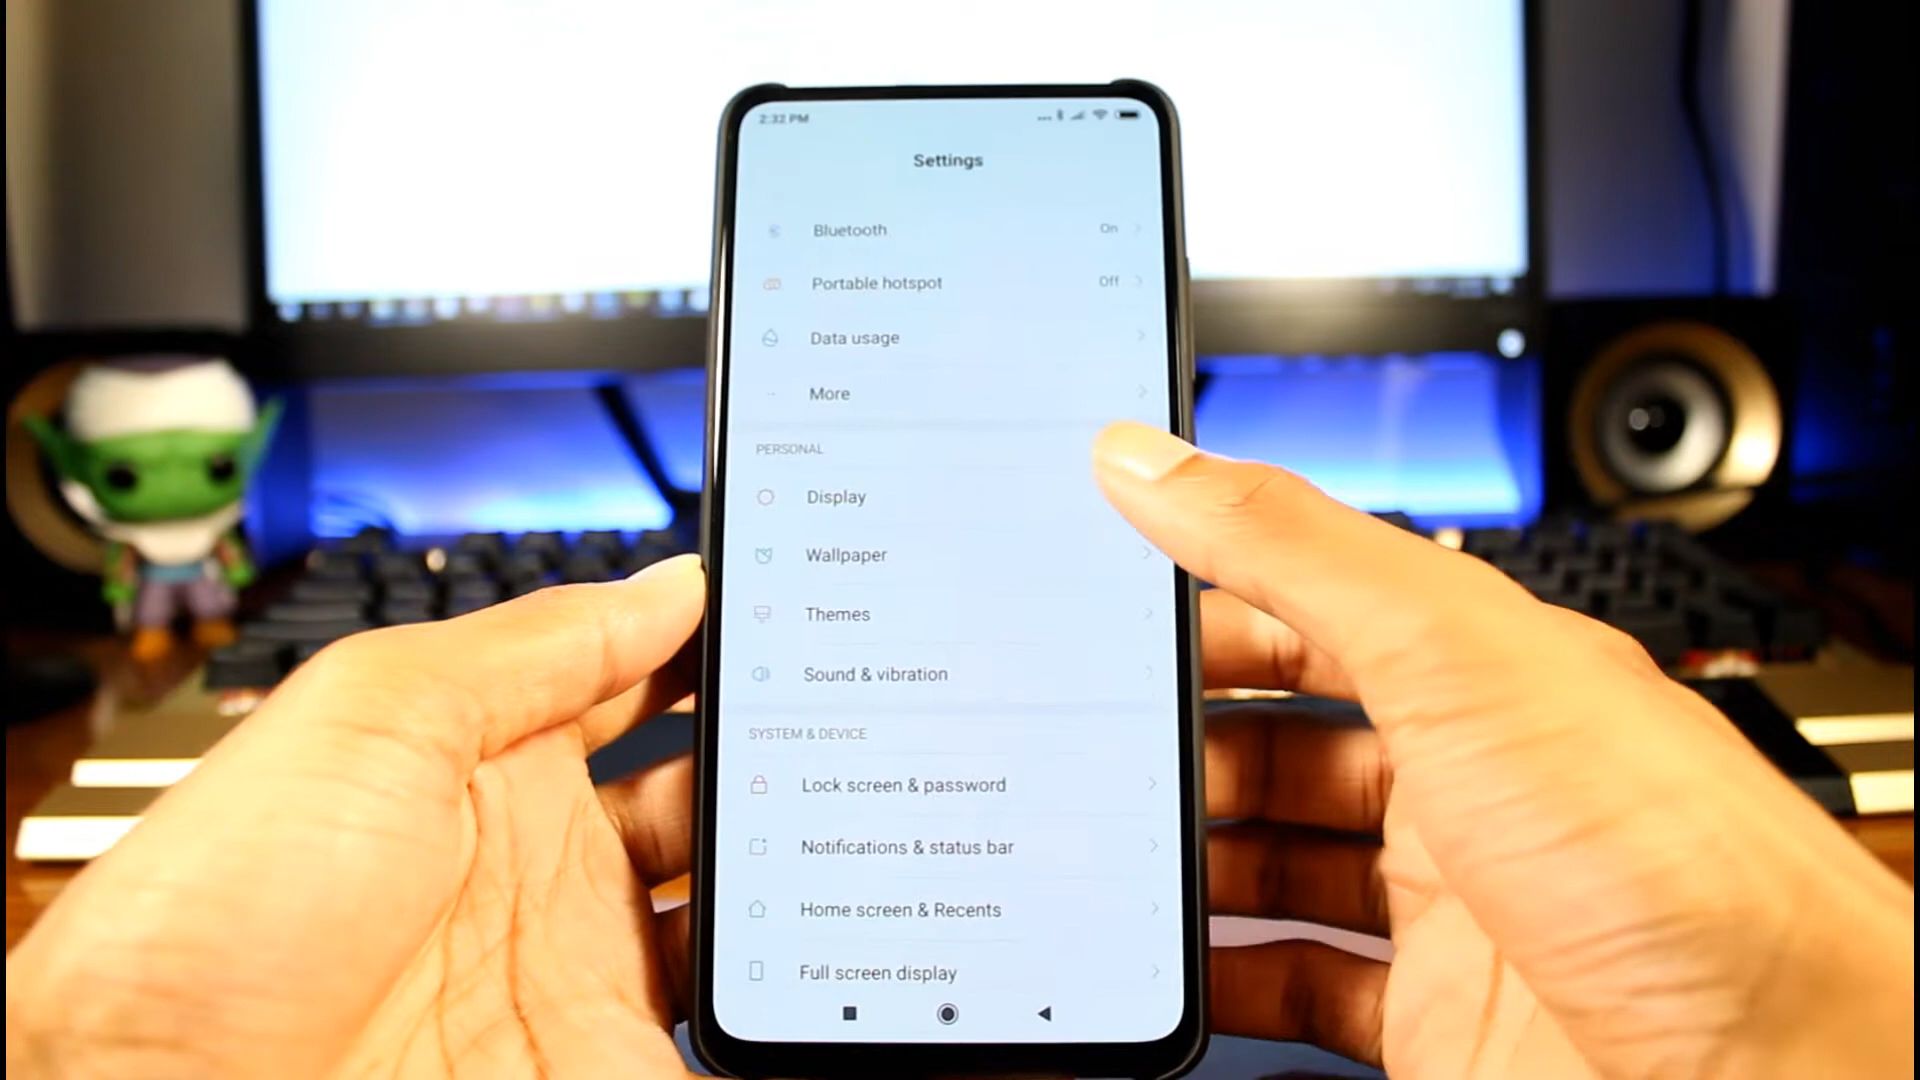 2:32 PM
Settings
Bluetooth On
Portable hotspot Off
Data usage
More
PERSONAL
Display
Wallpaper
Themes
Sound & vibration
SYSTEM & DEVICE
Lock screen & password
Notifications & status bar
Home screen & Recents
Full screen display